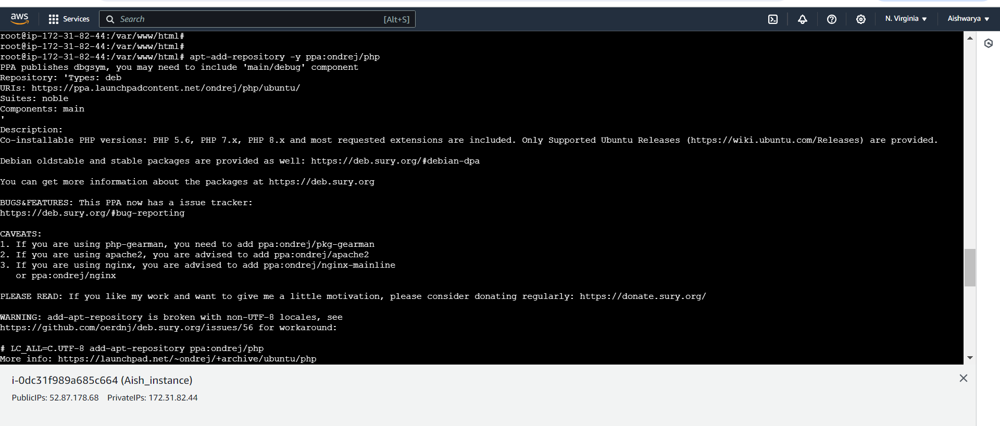 aws
Services
Search
[Alt+S]
N. Virginia
Aishwarya
root@ip-172-31-82-44:/var/www/html#
root@ip-172-31-82-44:/var/www/html#
root@ip-172-31-82-44:/var/www/html# apt-add-repository -y ppa:ondrej/php
PPA publishes dbgsym, you may need to include 'main/debug' component
Repository: 'Types: deb
URIs: https://ppa.launchpadcontent.net/ondrej/php/ubuntu/
Suites: noble
Components: main
'
Description:
Co-installable PHP versions: PHP 5.6, PHP 7.x, PHP 8.x and most requested extensions are included. Only Supported Ubuntu Releases (https://wiki.ubuntu.com/Releases) are provided.
Debian oldstable and stable packages are provided as well: https://deb.sury.org/#debian-dpa
You can get more information about the packages at https://deb.sury.org
BUGS&FEATURES: This PPA now has a issue tracker:
https://deb.sury.org/#bug-reporting
CAVEATS:
1. If you are using php-gearman, you need to add ppa:ondrej/pkg-gearman
2. If you are using apache2, you are advised to add ppa:ondrej/apache2
3. If you are using nginx, you are advised to add ppa:ondrej/nginx-mainline
or ppa:ondrej/nginx
PLEASE READ: If you like my work and want to give me a little motivation, please consider donating regularly: https://donate.sury.org/
WARNING: add-apt-repository is broken with non-UTF-8 locales, see
https://github.com/oerdnj/deb.sury.org/issues/56 for workaround:
# LC_ALL=C.UTF-8 add-apt-repository ppa:ondrej/php
More info: https://launchpad.net/~ondrej/+archive/ubuntu/php
i-0dc31f989a685c664 (Aish_instance)
PublicIPs: 52.87.178.68 PrivateIPs: 172.31.82.44